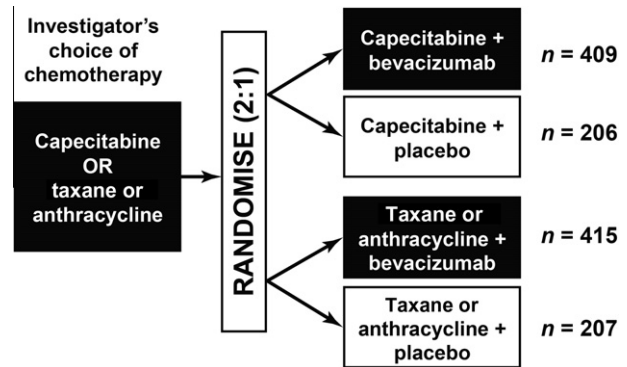 Investigator's
choice of
chemotherapy
Capecitabine
OR
taxane or
anthracycline
RANDOMISE (2:1)
Capecitabine +
bevacizumab
n = 409
Capecitabine +
placebo
n = 206
Taxane or
anthracycline +
bevacizumab
n = 415
Taxane or
anthracycline +
placebo
n = 207